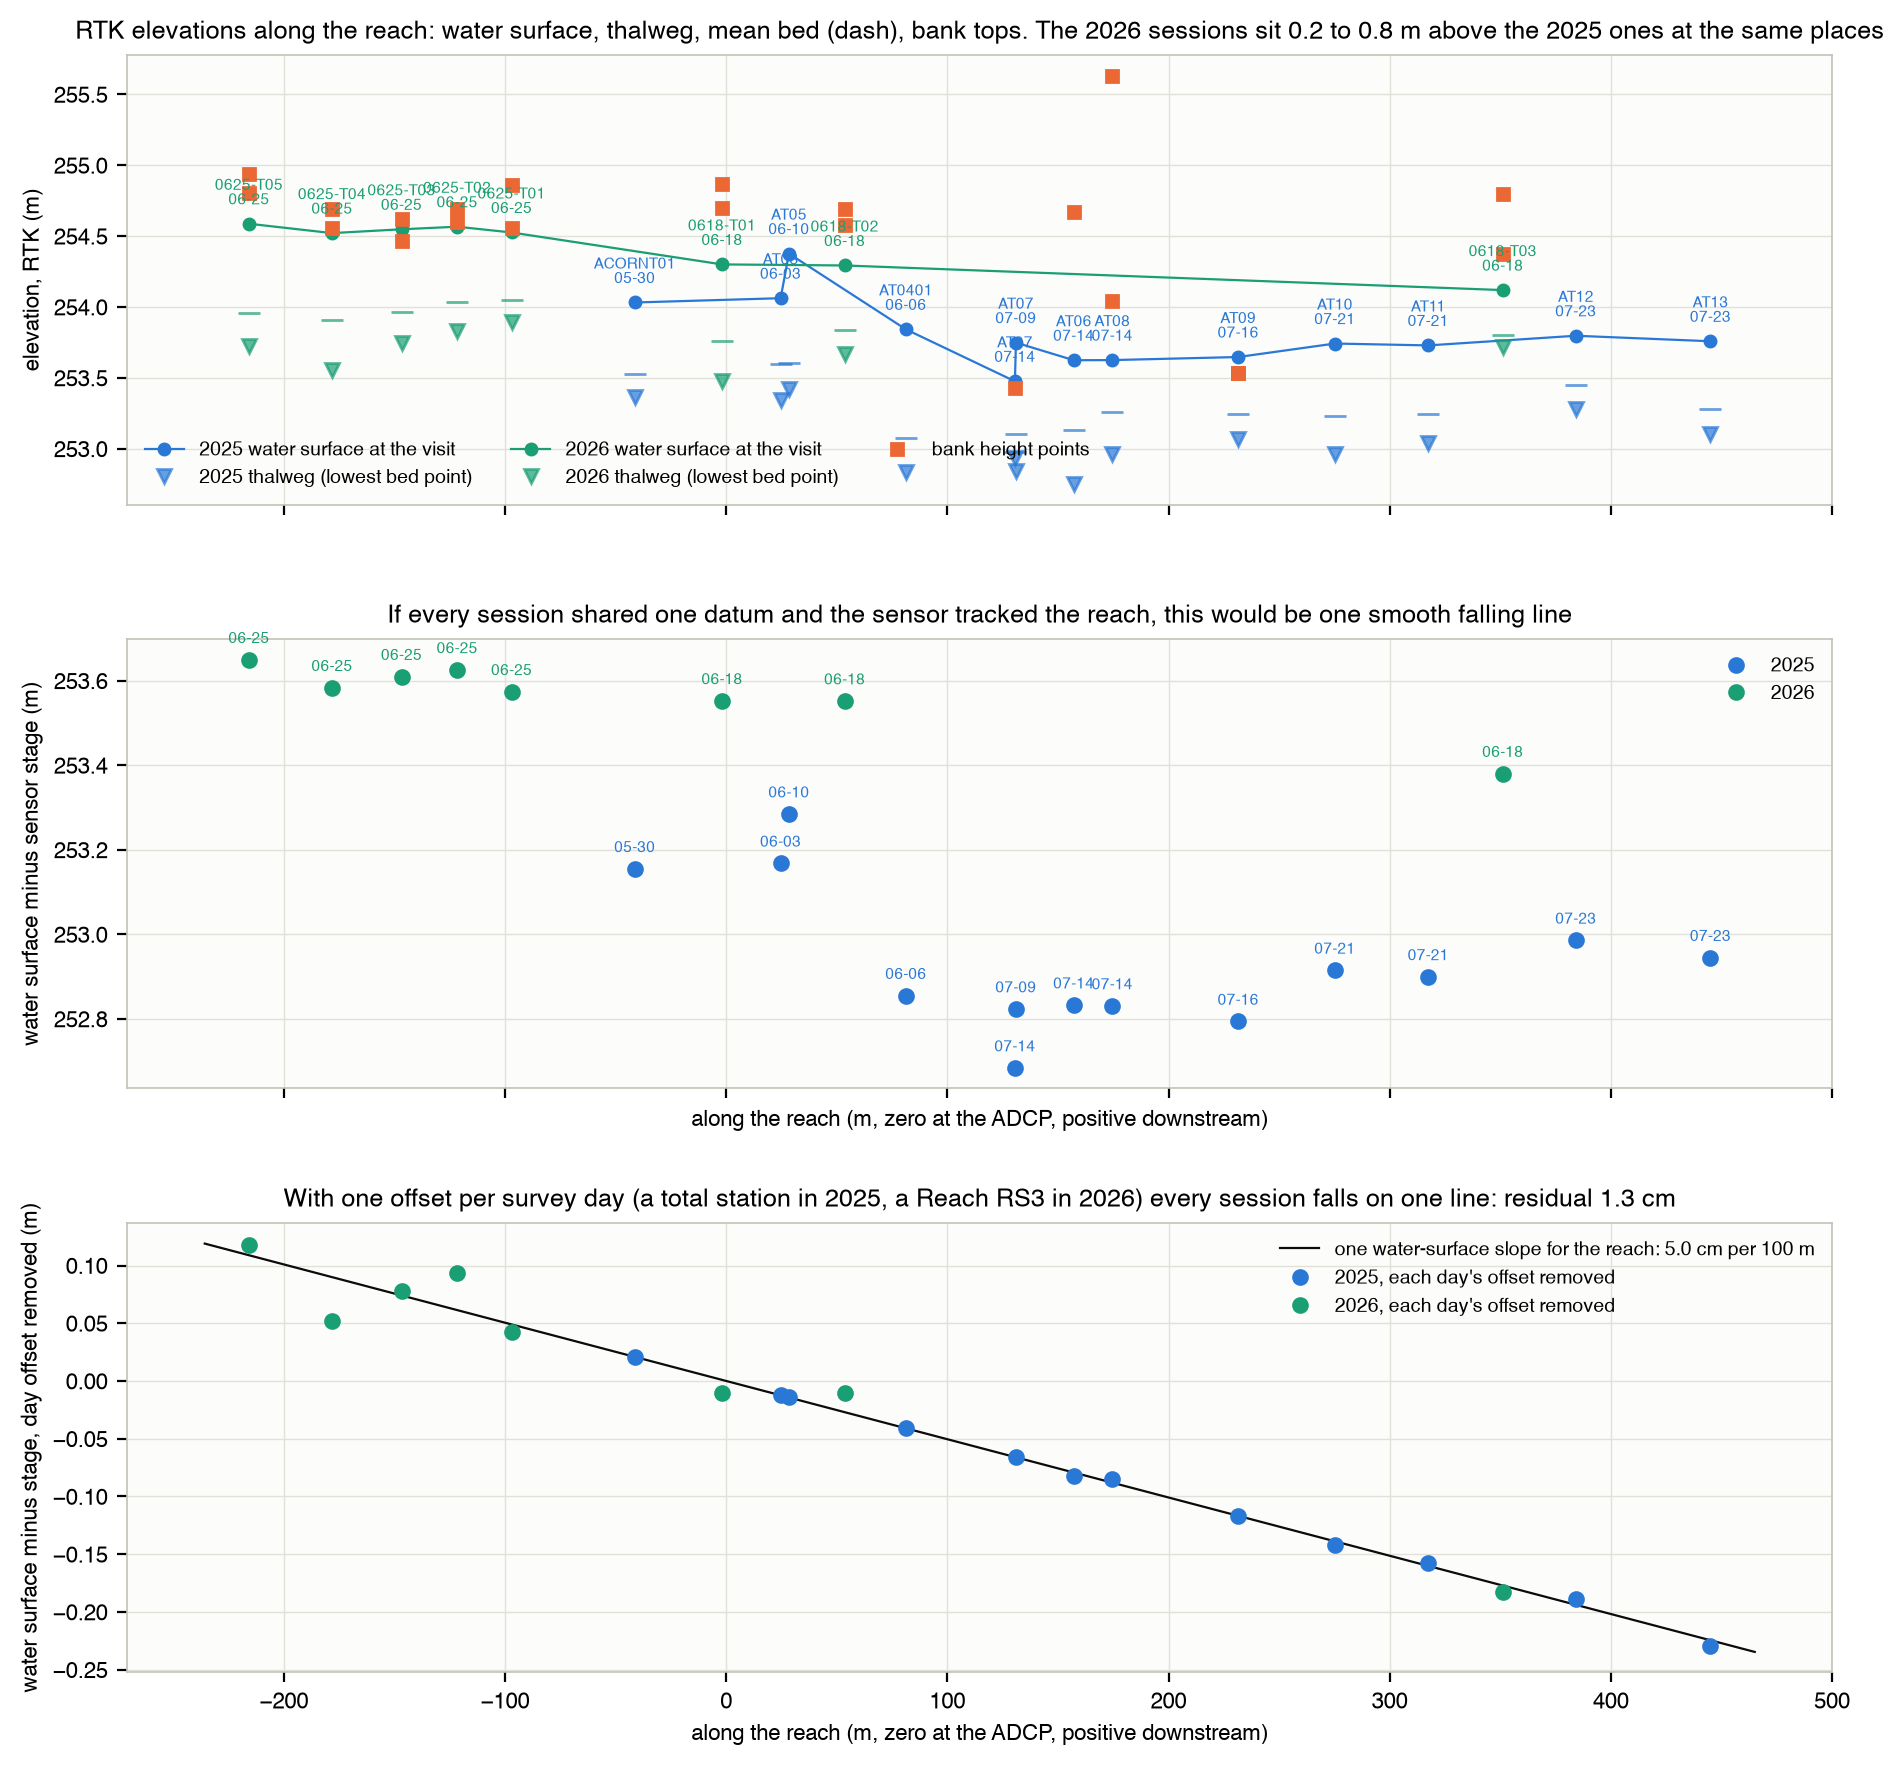 RTK elevations along the reach: water surface, thalweg, mean bed (dash), bank tops. The 2026 sessions sit 0.2 to 0.8 m above the 2025 ones at the same places
elevation, RTK (m)
255.5
255.0
254.5
254.0
253.5
253.0
0625-T05
06-25
0625-T04
06-25
0625-T03
06-25
0625-T02
06-25
0625-T01
06-25
ACORNT01
05-30
0618-T01
06-18
AT03
06-03
AT05
06-10
0618-T02
06-18
AT0401
06-06
AT07
07-09
AT07
07-14
AT06
07-14
AT08
07-14
AT09
07-16
AT10
07-21
AT11
07-21
0618-T03
06-18
AT12
07-23
AT13
07-23
2025 water surface at the visit
2025 thalweg (lowest bed point)
2026 water surface at the visit
2026 thalweg (lowest bed point)
bank height points
If every session shared one datum and the sensor tracked the reach, this would be one smooth falling line
water surface minus sensor stage (m)
253.6
253.4
253.2
253.0
252.8
06-25
06-25
06-25
06-25
06-25
06-18
06-18
06-18
05-30
06-10
06-03
06-06
07-09
07-14
07-14
07-14
07-16
07-21
07-21
07-23
07-23
2025
2026
along the reach (m, zero at the ADCP, positive downstream)
With one offset per survey day (a total station in 2025, a Reach RS3 in 2026) every session falls on one line: residual 1.3 cm
water surface minus stage, day offset removed (m)
0.10
0.05
0.00
−0.05
−0.10
−0.15
−0.20
−0.25
one water-surface slope for the reach: 5.0 cm per 100 m
2025, each day's offset removed
2026, each day's offset removed
−200
−100
0
100
200
300
400
500
along the reach (m, zero at the ADCP, positive downstream)